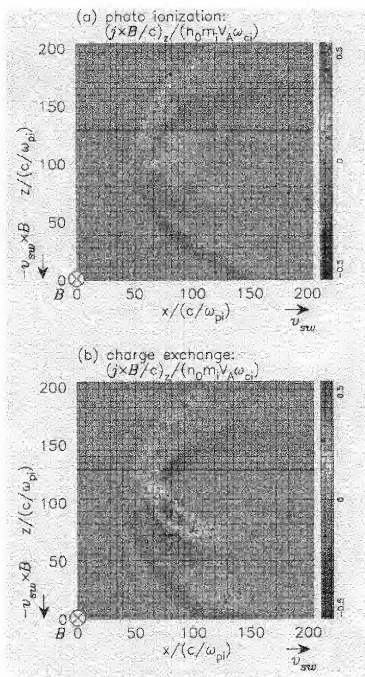 (a) photo ionization:
(j×B/c)z/(n0miVAωci)
200
150
100
50
0
z/(c/ωpi)
-vsw×B
B
0 50 100 150 200
x/(c/ωpi)
vsw
0.5
0
-0.5
(b) charge exchange:
(j×B/c)z/(n0miVAωci)
200
150
100
50
0
z/(c/ωpi)
-vsw×B
B
0 50 100 150 200
x/(c/ωpi)
vsw
0.5
0
-0.5